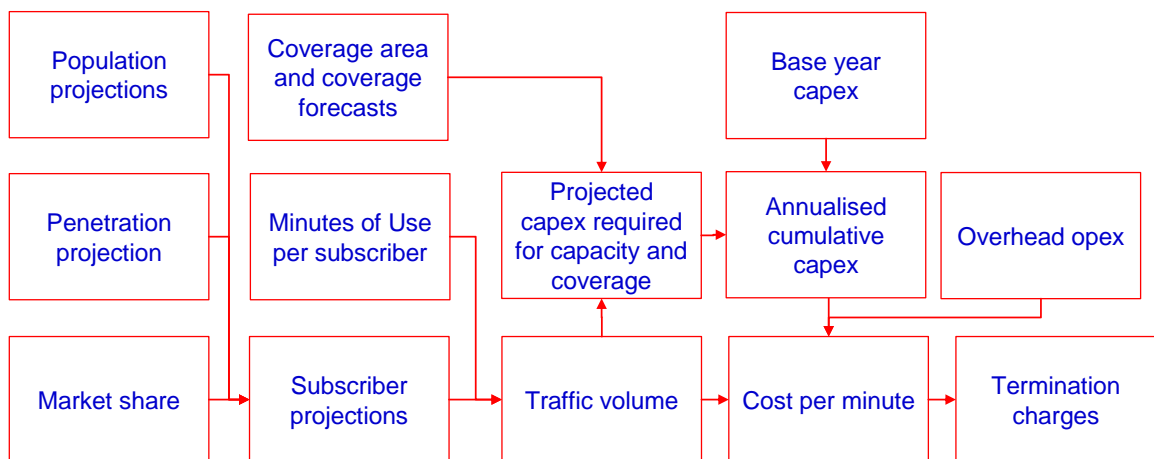 Population
projections
Coverage area
and coverage
forecasts
Base year
capex
Penetration
projection
Minutes of Use
per subscriber
Projected
capex required
for capacity and
coverage
Annualised
cumulative
capex
Overhead opex
Market share
Subscriber
projections
Traffic volume
Cost per minute
Termination
charges